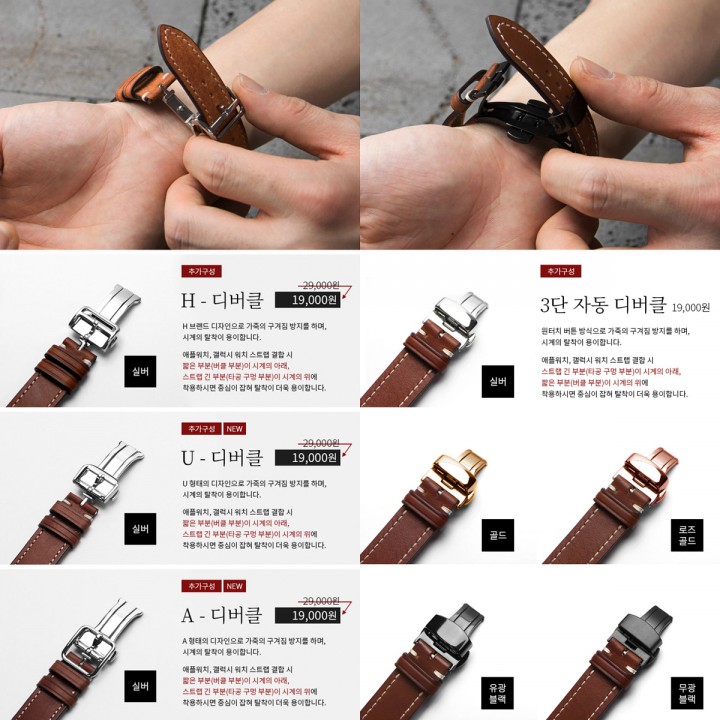 추가구성
29,000원
H - 디버클 19,000원
H 브랜드 디자인으로 가죽의 구겨짐 방지를 하며,
시계의 탈착이 용이합니다.
애플워치, 갤럭시 워치 스트랩 결합 시
짧은 부분(버클 부분)이 시계의 아래,
스트랩 긴 부분(타공 구멍 부분)이 시계의 위에
착용하시면 중심이 잡혀 탈착이 더욱 용이합니다.
실버
추가구성 NEW
29,000원
U - 디버클 19,000원
U 형태의 디자인으로 가죽의 구겨짐 방지를 하며,
시계의 탈착이 용이합니다.
애플워치, 갤럭시 워치 스트랩 결합 시
짧은 부분(버클 부분)이 시계의 아래,
스트랩 긴 부분(타공 구멍 부분)이 시계의 위에
착용하시면 중심이 잡혀 탈착이 더욱 용이합니다.
실버
추가구성 NEW
29,000원
A - 디버클 19,000원
A 형태의 디자인으로 가죽의 구겨짐 방지를 하며,
시계의 탈착이 용이합니다.
애플워치, 갤럭시 워치 스트랩 결합 시
짧은 부분(버클 부분)이 시계의 아래,
스트랩 긴 부분(타공 구멍 부분)이 시계의 위에
착용하시면 중심이 잡혀 탈착이 더욱 용이합니다.
실버
추가구성
3단 자동 디버클 19,000원
원터치 버튼 방식으로 가죽의 구겨짐 방지를 하며,
시계의 탈착이 용이합니다.
애플워치, 갤럭시 워치 스트랩 결합 시
스트랩 긴 부분(타공 구멍 부분)이 시계의 아래,
짧은 부분(버클 부분)이 시계의 위에
착용하시면 중심이 잡혀 탈착이 더욱 용이합니다.
실버
골드
로즈
골드
유광
블랙
무광
블랙